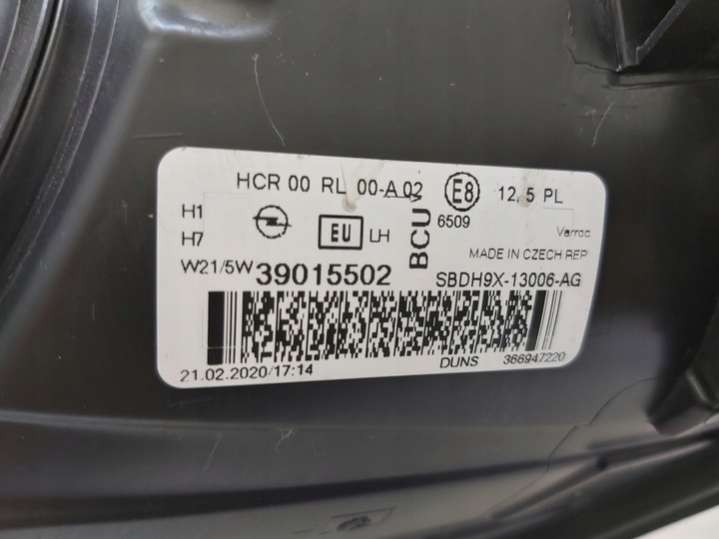 HCR 00 RL 00-A 02 E8 12,5 PL
H1
H7
EU LH
BCU
6509
Varroc
MADE IN CZECH REP
W21/5W
39015502
SBDH9X-13006-AG
21.02.2020/17:14
DUNS 366947220